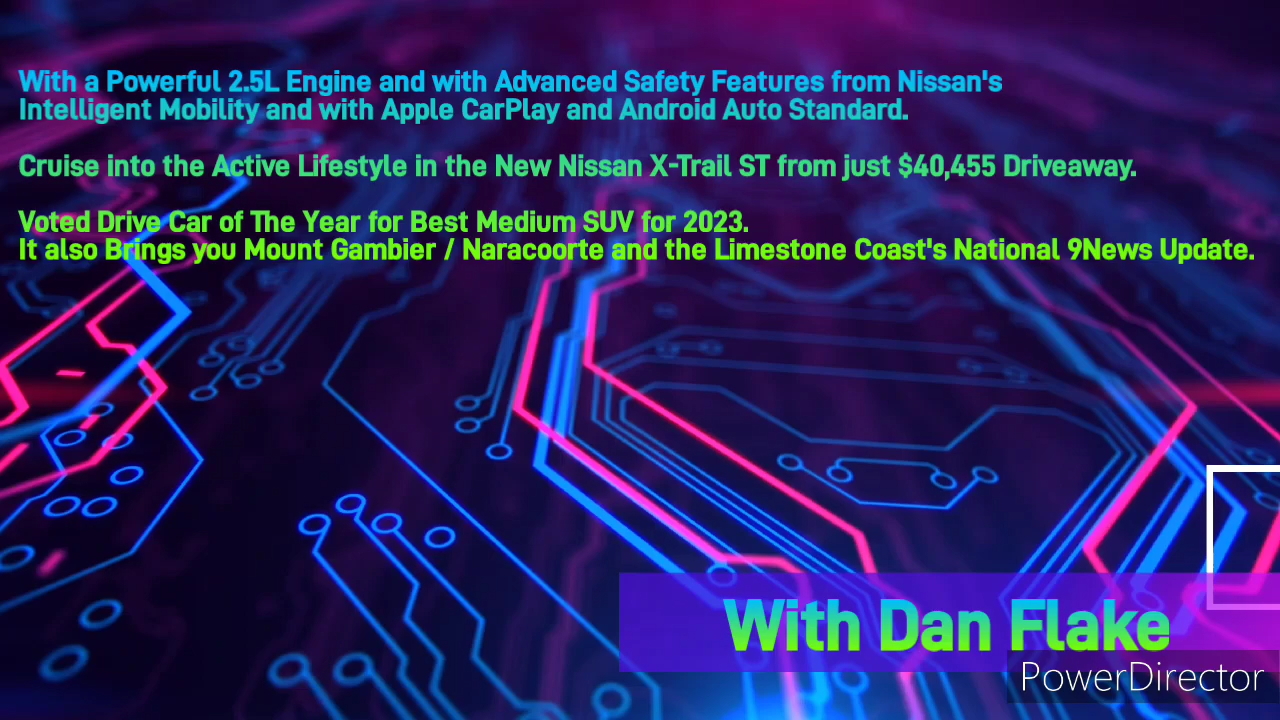 With a Powerful 2.5L Engine and with Advanced Safety Features from Nissan's
Intelligent Mobility and with Apple CarPlay and Android Auto Standard.
Cruise into the Active Lifestyle in the New Nissan X-Trail ST from just $40,455 Driveaway.
Voted Drive Car of The Year for Best Medium SUV for 2023.
It also Brings you Mount Gambier / Naracoorte and the Limestone Coast's National 9News Update.
With Dan Flake
PowerDirector